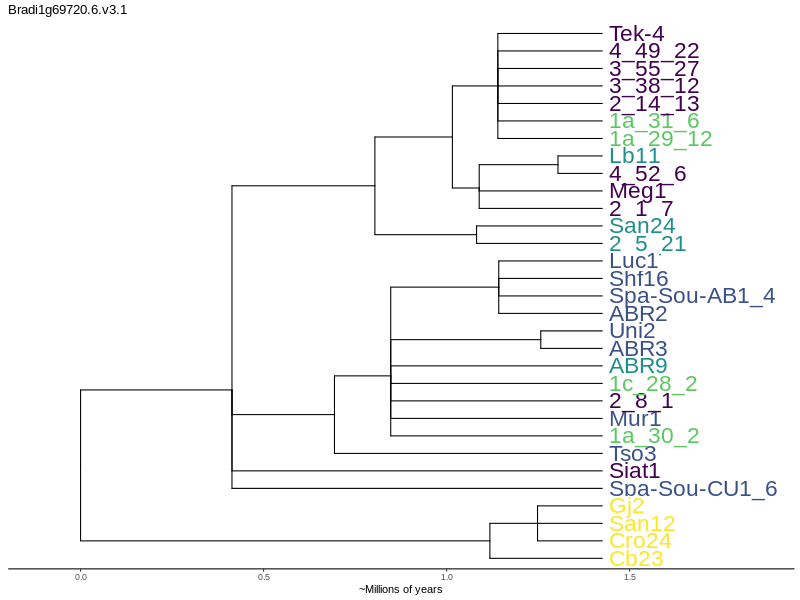 Bradi1g69720.6.v3.1
Tek-4
4_49_22
3_55_27
3_38_12
2_14_13
1a_31_6
1a_29_12
Lb11
4_52_6
Meg1
2_1_7
San24
2_5_21
Luc1
Shf16
Spa-Sou-AB1_4
ABR2
Uni2
ABR3
ABR9
1c_28_2
2_8_1
Mur1
1a_30_2
Tso3
Siat1
Spa-Sou-CU1_6
Gj2
San12
Cro24
Cb23
0.0 0.5 1.0 1.5
~Millions of years